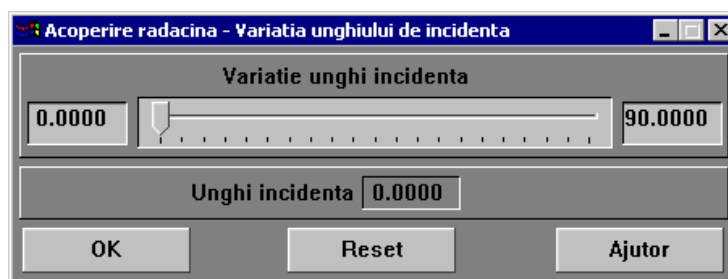 Acoperire radacina - Variatia unghiului de incidenta
Variatie unghi incidenta
0.0000 90.0000
Unghi incidenta 0.0000
OK Reset Ajutor